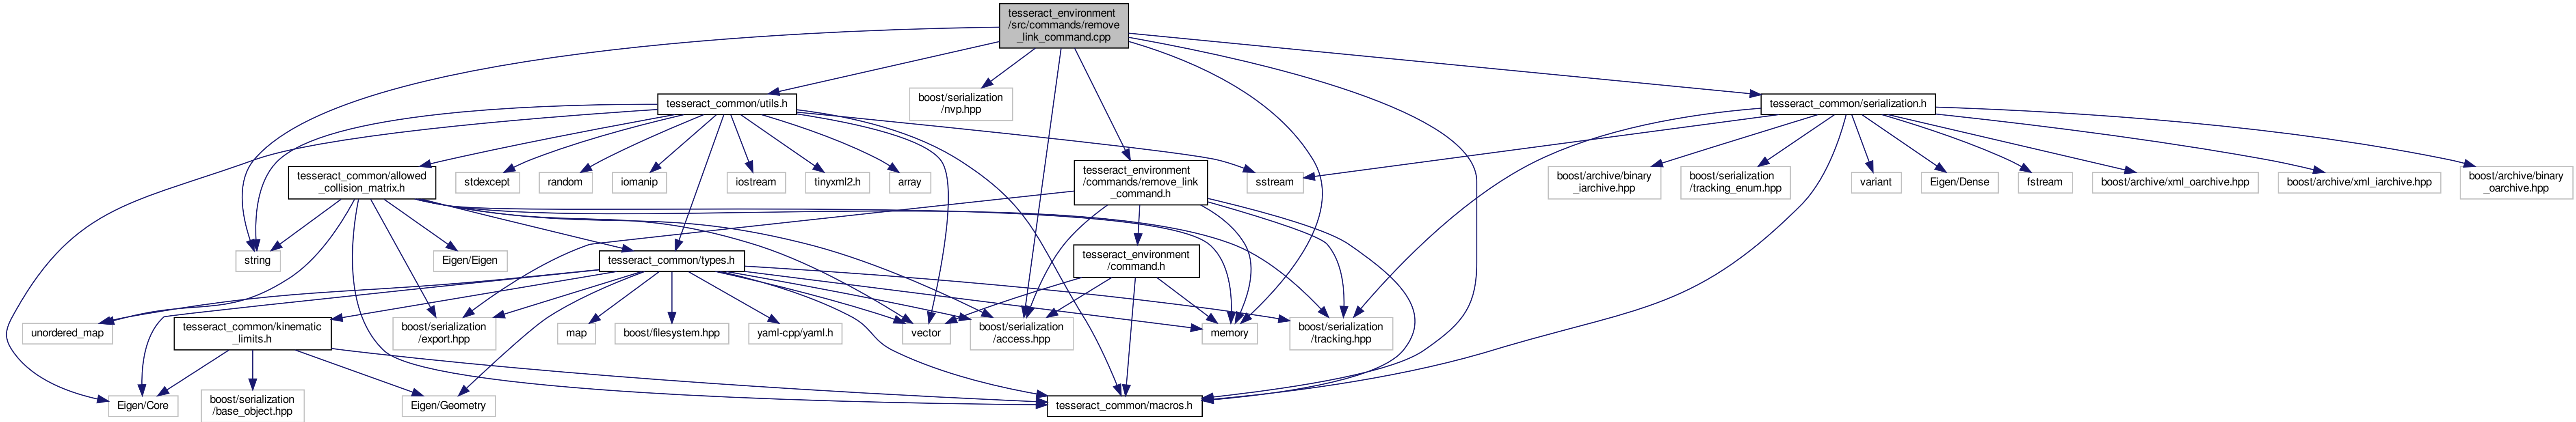 tesseract_environment
/src/commands/remove
_link_command.cpp
tesseract_common/utils.h
boost/serialization
/nvp.hpp
tesseract_common/serialization.h
tesseract_common/allowed
_collision_matrix.h
stdexcept
random
iomanip
iostream
tinyxml2.h
array
tesseract_environment
/commands/remove_link
_command.h
sstream
boost/archive/binary
_iarchive.hpp
boost/serialization
/tracking_enum.hpp
variant
Eigen/Dense
fstream
boost/archive/xml_oarchive.hpp
boost/archive/xml_iarchive.hpp
boost/archive/binary
_oarchive.hpp
string
Eigen/Eigen
tesseract_common/types.h
tesseract_environment
/command.h
unordered_map
tesseract_common/kinematic
_limits.h
boost/serialization
/export.hpp
map
boost/filesystem.hpp
yaml-cpp/yaml.h
vector
boost/serialization
/access.hpp
memory
boost/serialization
/tracking.hpp
Eigen/Core
boost/serialization
/base_object.hpp
Eigen/Geometry
tesseract_common/macros.h